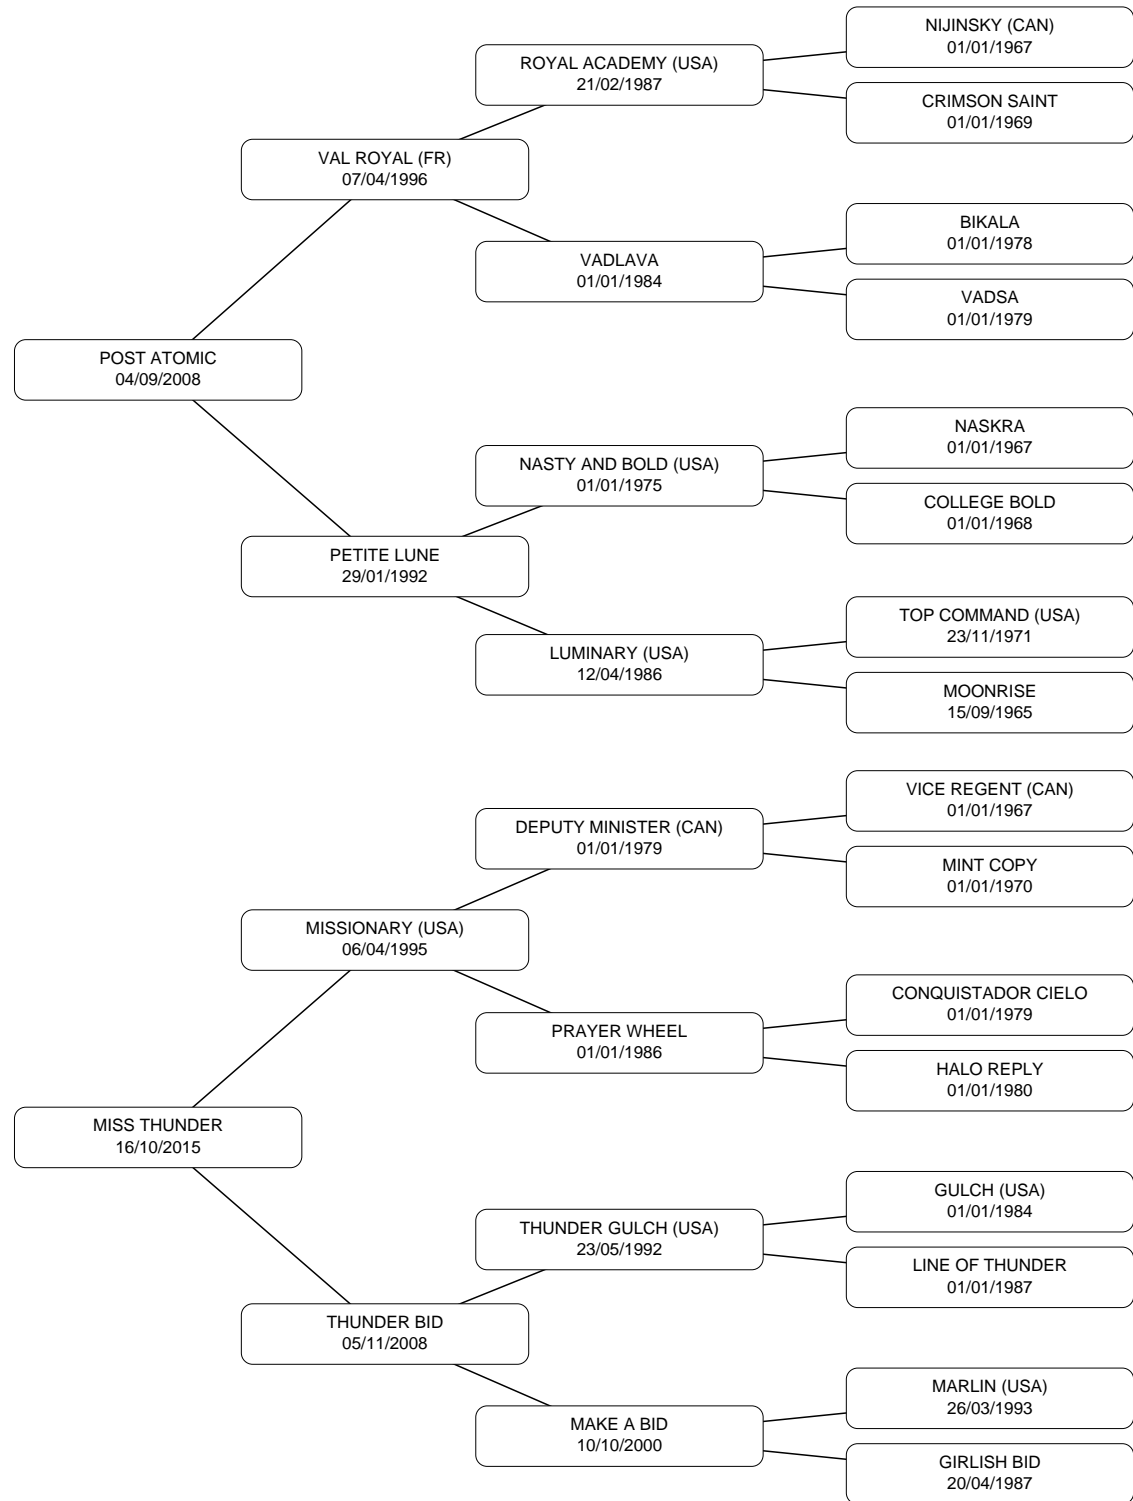 NIJINSKY (CAN)
01/01/1967
ROYAL ACADEMY (USA)
21/02/1987
CRIMSON SAINT
01/01/1969
VAL ROYAL (FR)
07/04/1996
BIKALA
01/01/1978
VADLAVA
01/01/1984
VADSA
01/01/1979
POST ATOMIC
04/09/2008
NASKRA
01/01/1967
NASTY AND BOLD (USA)
01/01/1975
COLLEGE BOLD
01/01/1968
PETITE LUNE
29/01/1992
TOP COMMAND (USA)
23/11/1971
LUMINARY (USA)
12/04/1986
MOONRISE
15/09/1965
VICE REGENT (CAN)
01/01/1967
DEPUTY MINISTER (CAN)
01/01/1979
MINT COPY
01/01/1970
MISSIONARY (USA)
06/04/1995
CONQUISTADOR CIELO
01/01/1979
PRAYER WHEEL
01/01/1986
HALO REPLY
01/01/1980
MISS THUNDER
16/10/2015
GULCH (USA)
01/01/1984
THUNDER GULCH (USA)
23/05/1992
LINE OF THUNDER
01/01/1987
THUNDER BID
05/11/2008
MARLIN (USA)
26/03/1993
MAKE A BID
10/10/2000
GIRLISH BID
20/04/1987